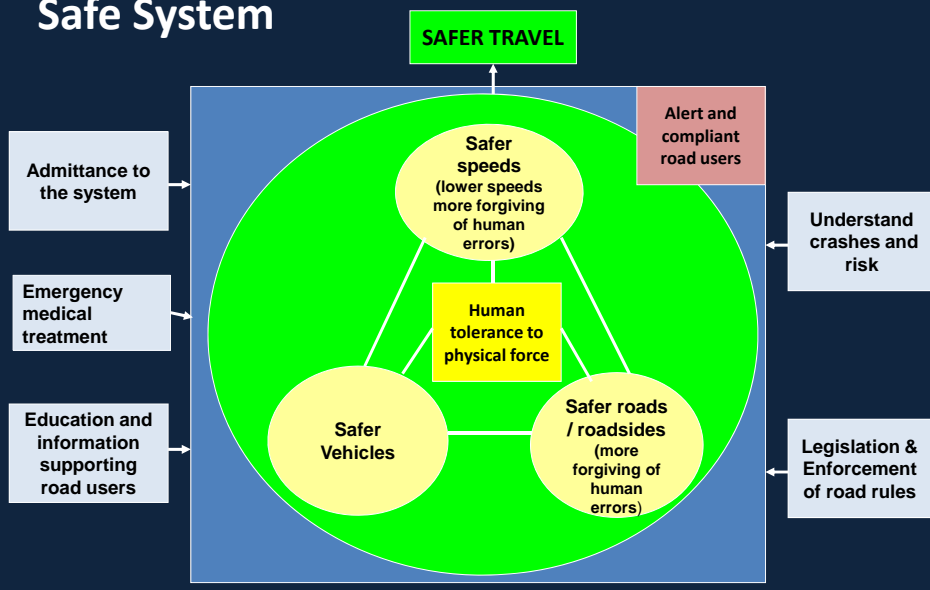 Safe System
SAFER TRAVEL
Alert and
compliant
road users
Safer
speeds
(lower speeds
more forgiving
of human
errors)
Admittance to
the system
Understand
crashes and
risk
Emergency
medical
treatment
Human
tolerance to
physical force
Safer
Vehicles
Safer roads
/ roadsides
(more
forgiving of
human
errors)
Education and
information
supporting
road users
Legislation &
Enforcement
of road rules